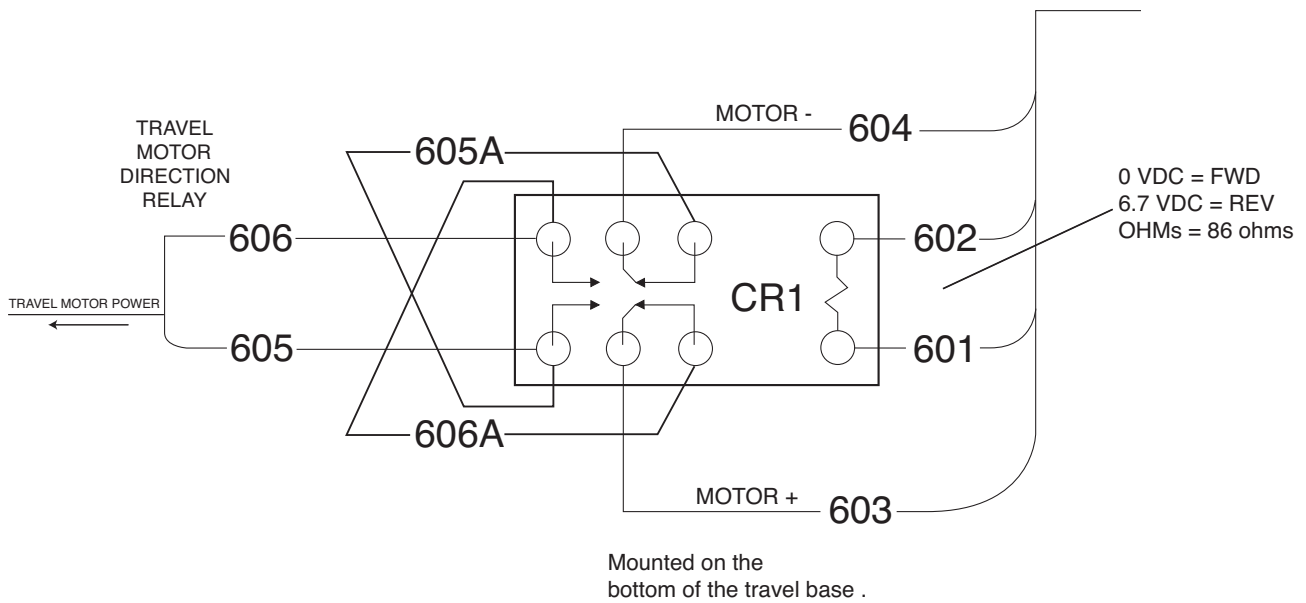 MOTOR -
604
TRAVEL
MOTOR
DIRECTION
RELAY
605A
0 VDC = FWD
6.7 VDC = REV
OHMs = 86 ohms
606
602
CR1
TRAVEL MOTOR POWER
605
601
606A
MOTOR +
603
Mounted on the
bottom of the travel base .